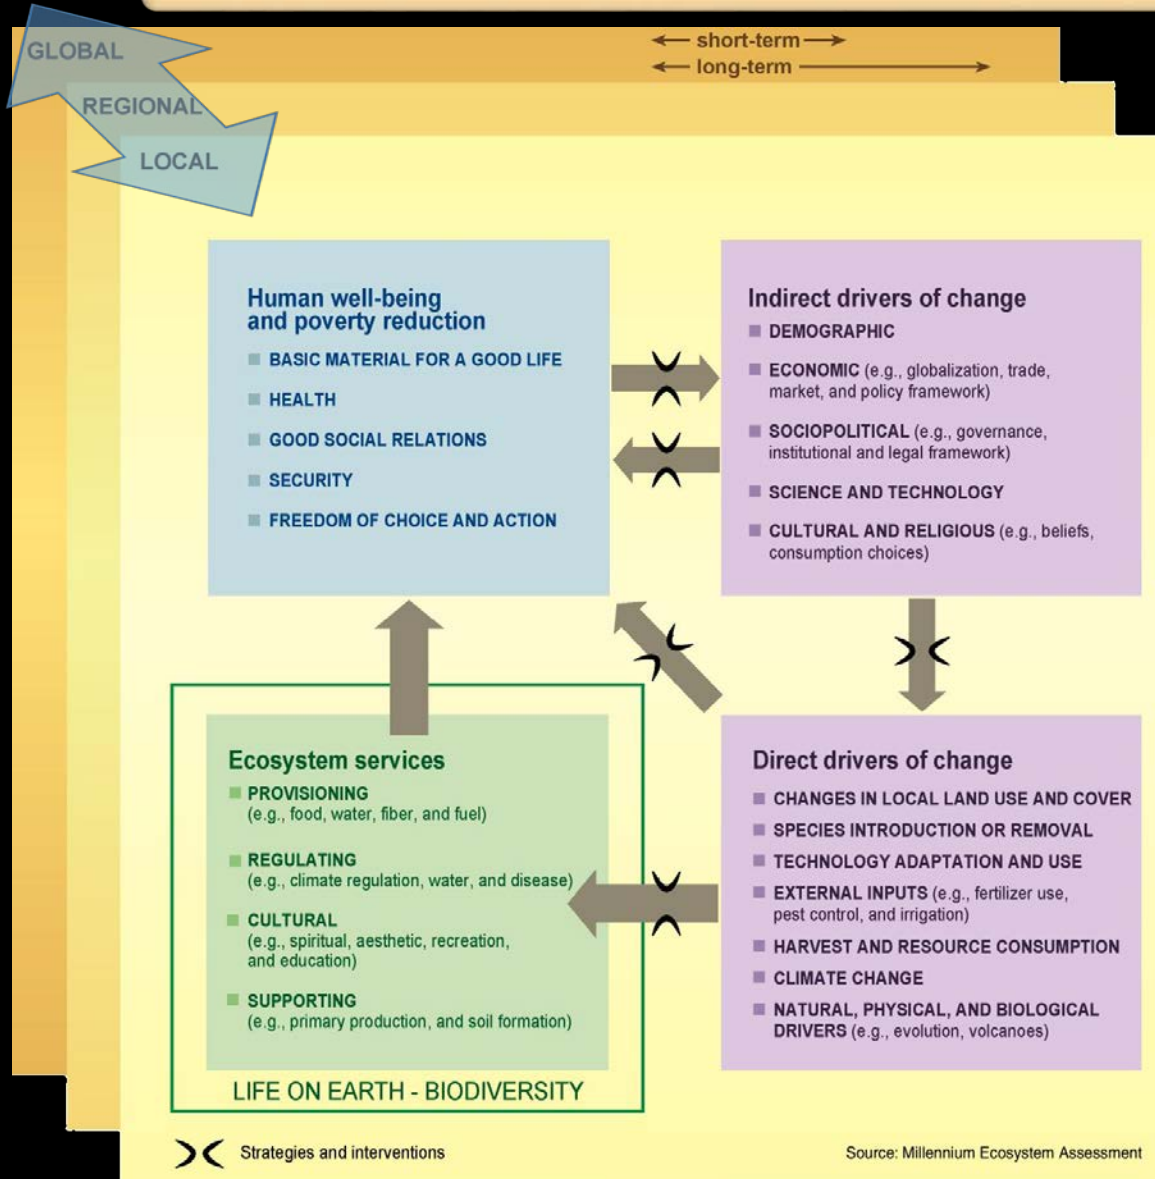 GLOBAL
REGIONAL
LOCAL
short-term
long-term
Human well-being
and poverty reduction
BASIC MATERIAL FOR A GOOD LIFE
HEALTH
GOOD SOCIAL RELATIONS
SECURITY
FREEDOM OF CHOICE AND ACTION
Indirect drivers of change
DEMOGRAPHIC
ECONOMIC (e.g., globalization, trade,
market, and policy framework)
SOCIOPOLITICAL (e.g., governance,
institutional and legal framework)
SCIENCE AND TECHNOLOGY
CULTURAL AND RELIGIOUS (e.g., beliefs,
consumption choices)
Ecosystem services
PROVISIONING
(e.g., food, water, fiber, and fuel)
REGULATING
(e.g., climate regulation, water, and disease)
CULTURAL
(e.g., spiritual, aesthetic, recreation,
and education)
SUPPORTING
(e.g., primary production, and soil formation)
LIFE ON EARTH - BIODIVERSITY
Direct drivers of change
CHANGES IN LOCAL LAND USE AND COVER
SPECIES INTRODUCTION OR REMOVAL
TECHNOLOGY ADAPTATION AND USE
EXTERNAL INPUTS (e.g., fertilizer use,
pest control, and irrigation)
HARVEST AND RESOURCE CONSUMPTION
CLIMATE CHANGE
NATURAL, PHYSICAL, AND BIOLOGICAL
DRIVERS (e.g., evolution, volcanoes)
Strategies and interventions
Source: Millennium Ecosystem Assessment